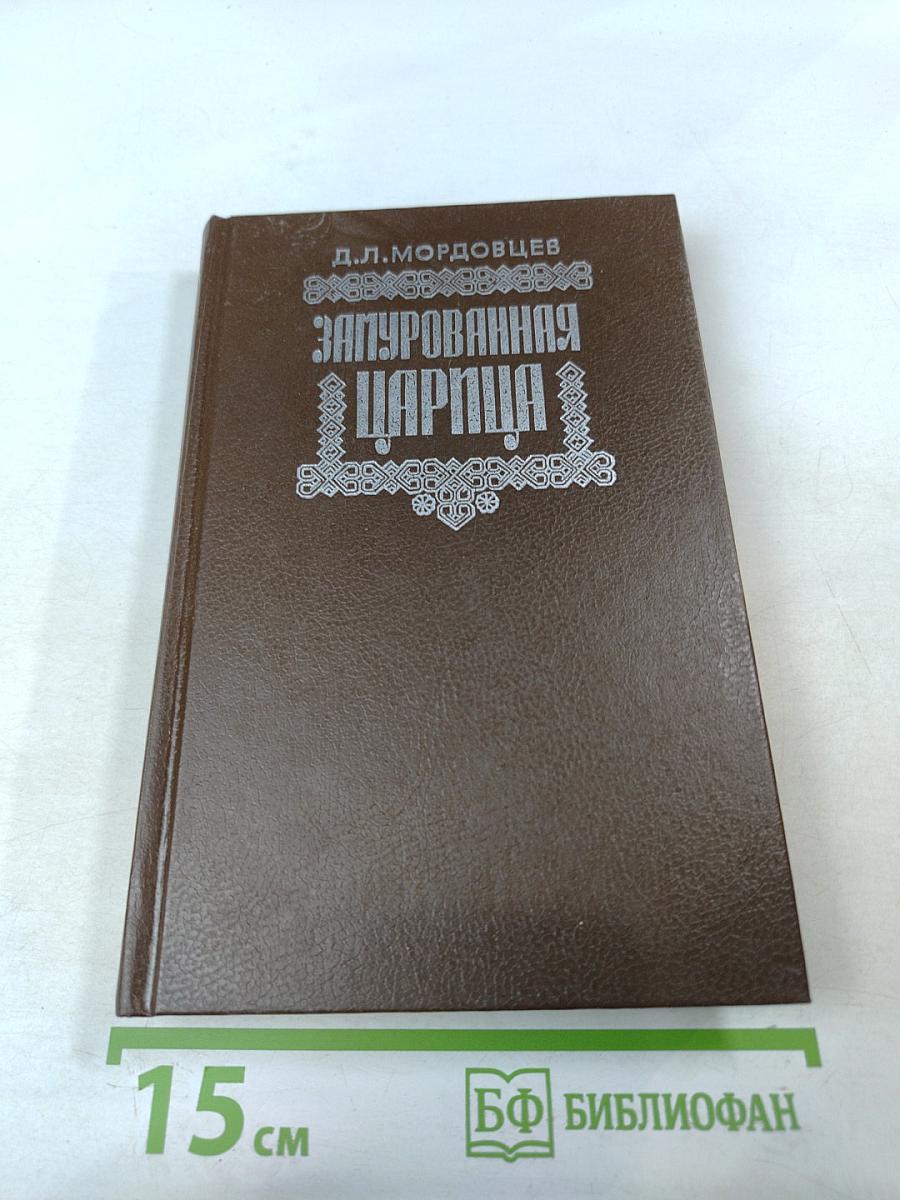 Д.Л.МОРДОВЦЕВ
ЗАМУРОВАННАЯ
ЦАРИЦА
15 см
БФ БИБЛИОФАН